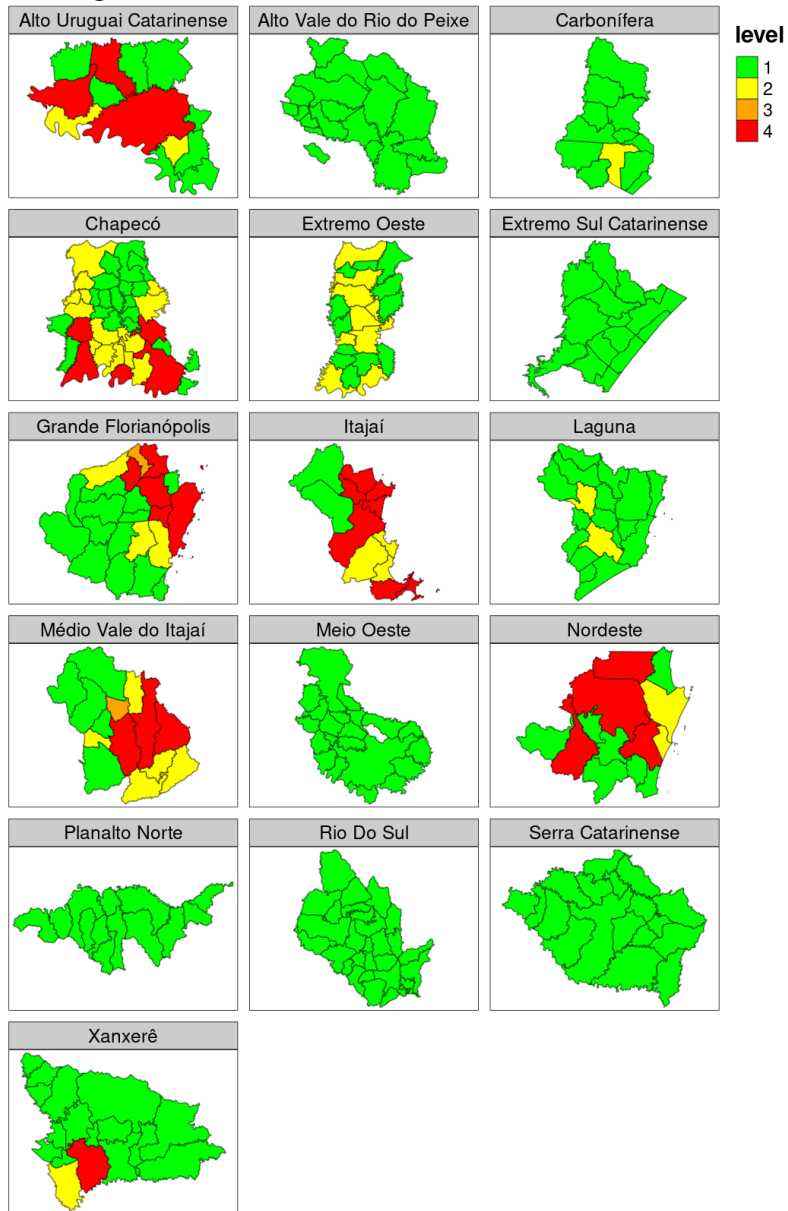 Alto Uruguai Catarinense
Alto Vale do Rio do Peixe
Carbonífera
level
1
2
3
4
Chapecó
Extremo Oeste
Extremo Sul Catarinense
Grande Florianópolis
Itajaí
Laguna
Médio Vale do Itajaí
Meio Oeste
Nordeste
Planalto Norte
Rio Do Sul
Serra Catarinense
Xanxerê